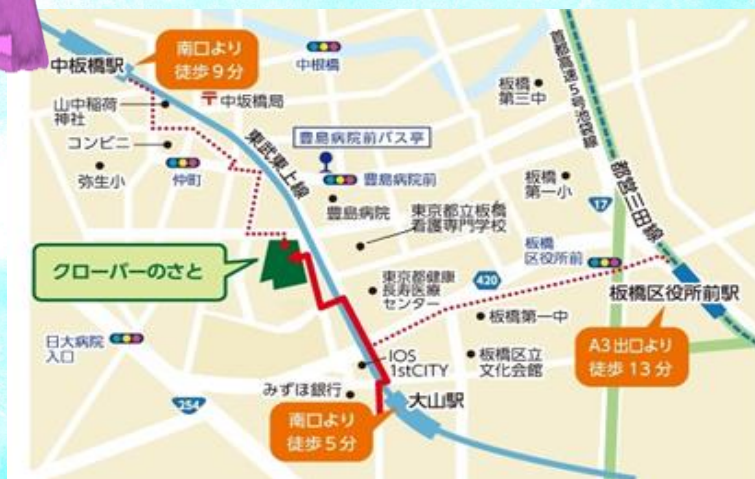 南口より
徒歩9分
中板橋駅
中根橋
首都高速5号池袋線
板橋
第三中
山中稲荷
神社
中坂橋局
コンビニ
東武東上線
豊島病院前バス亭
弥生小
仲町
豊島病院前
板橋
第一小
都営三田線
豊島病院
東京都立板橋
看護専門学校
17
板橋
区役所前
クローバーのさと
東京都健康
長寿医療
センター
420
板橋区役所前駅
板橋第一中
日大病院
入口
A3出口より
徒歩13分
IOS
1stCITY
板橋区立
文化会館
みずほ銀行
254
大山駅
南口より
徒歩5分